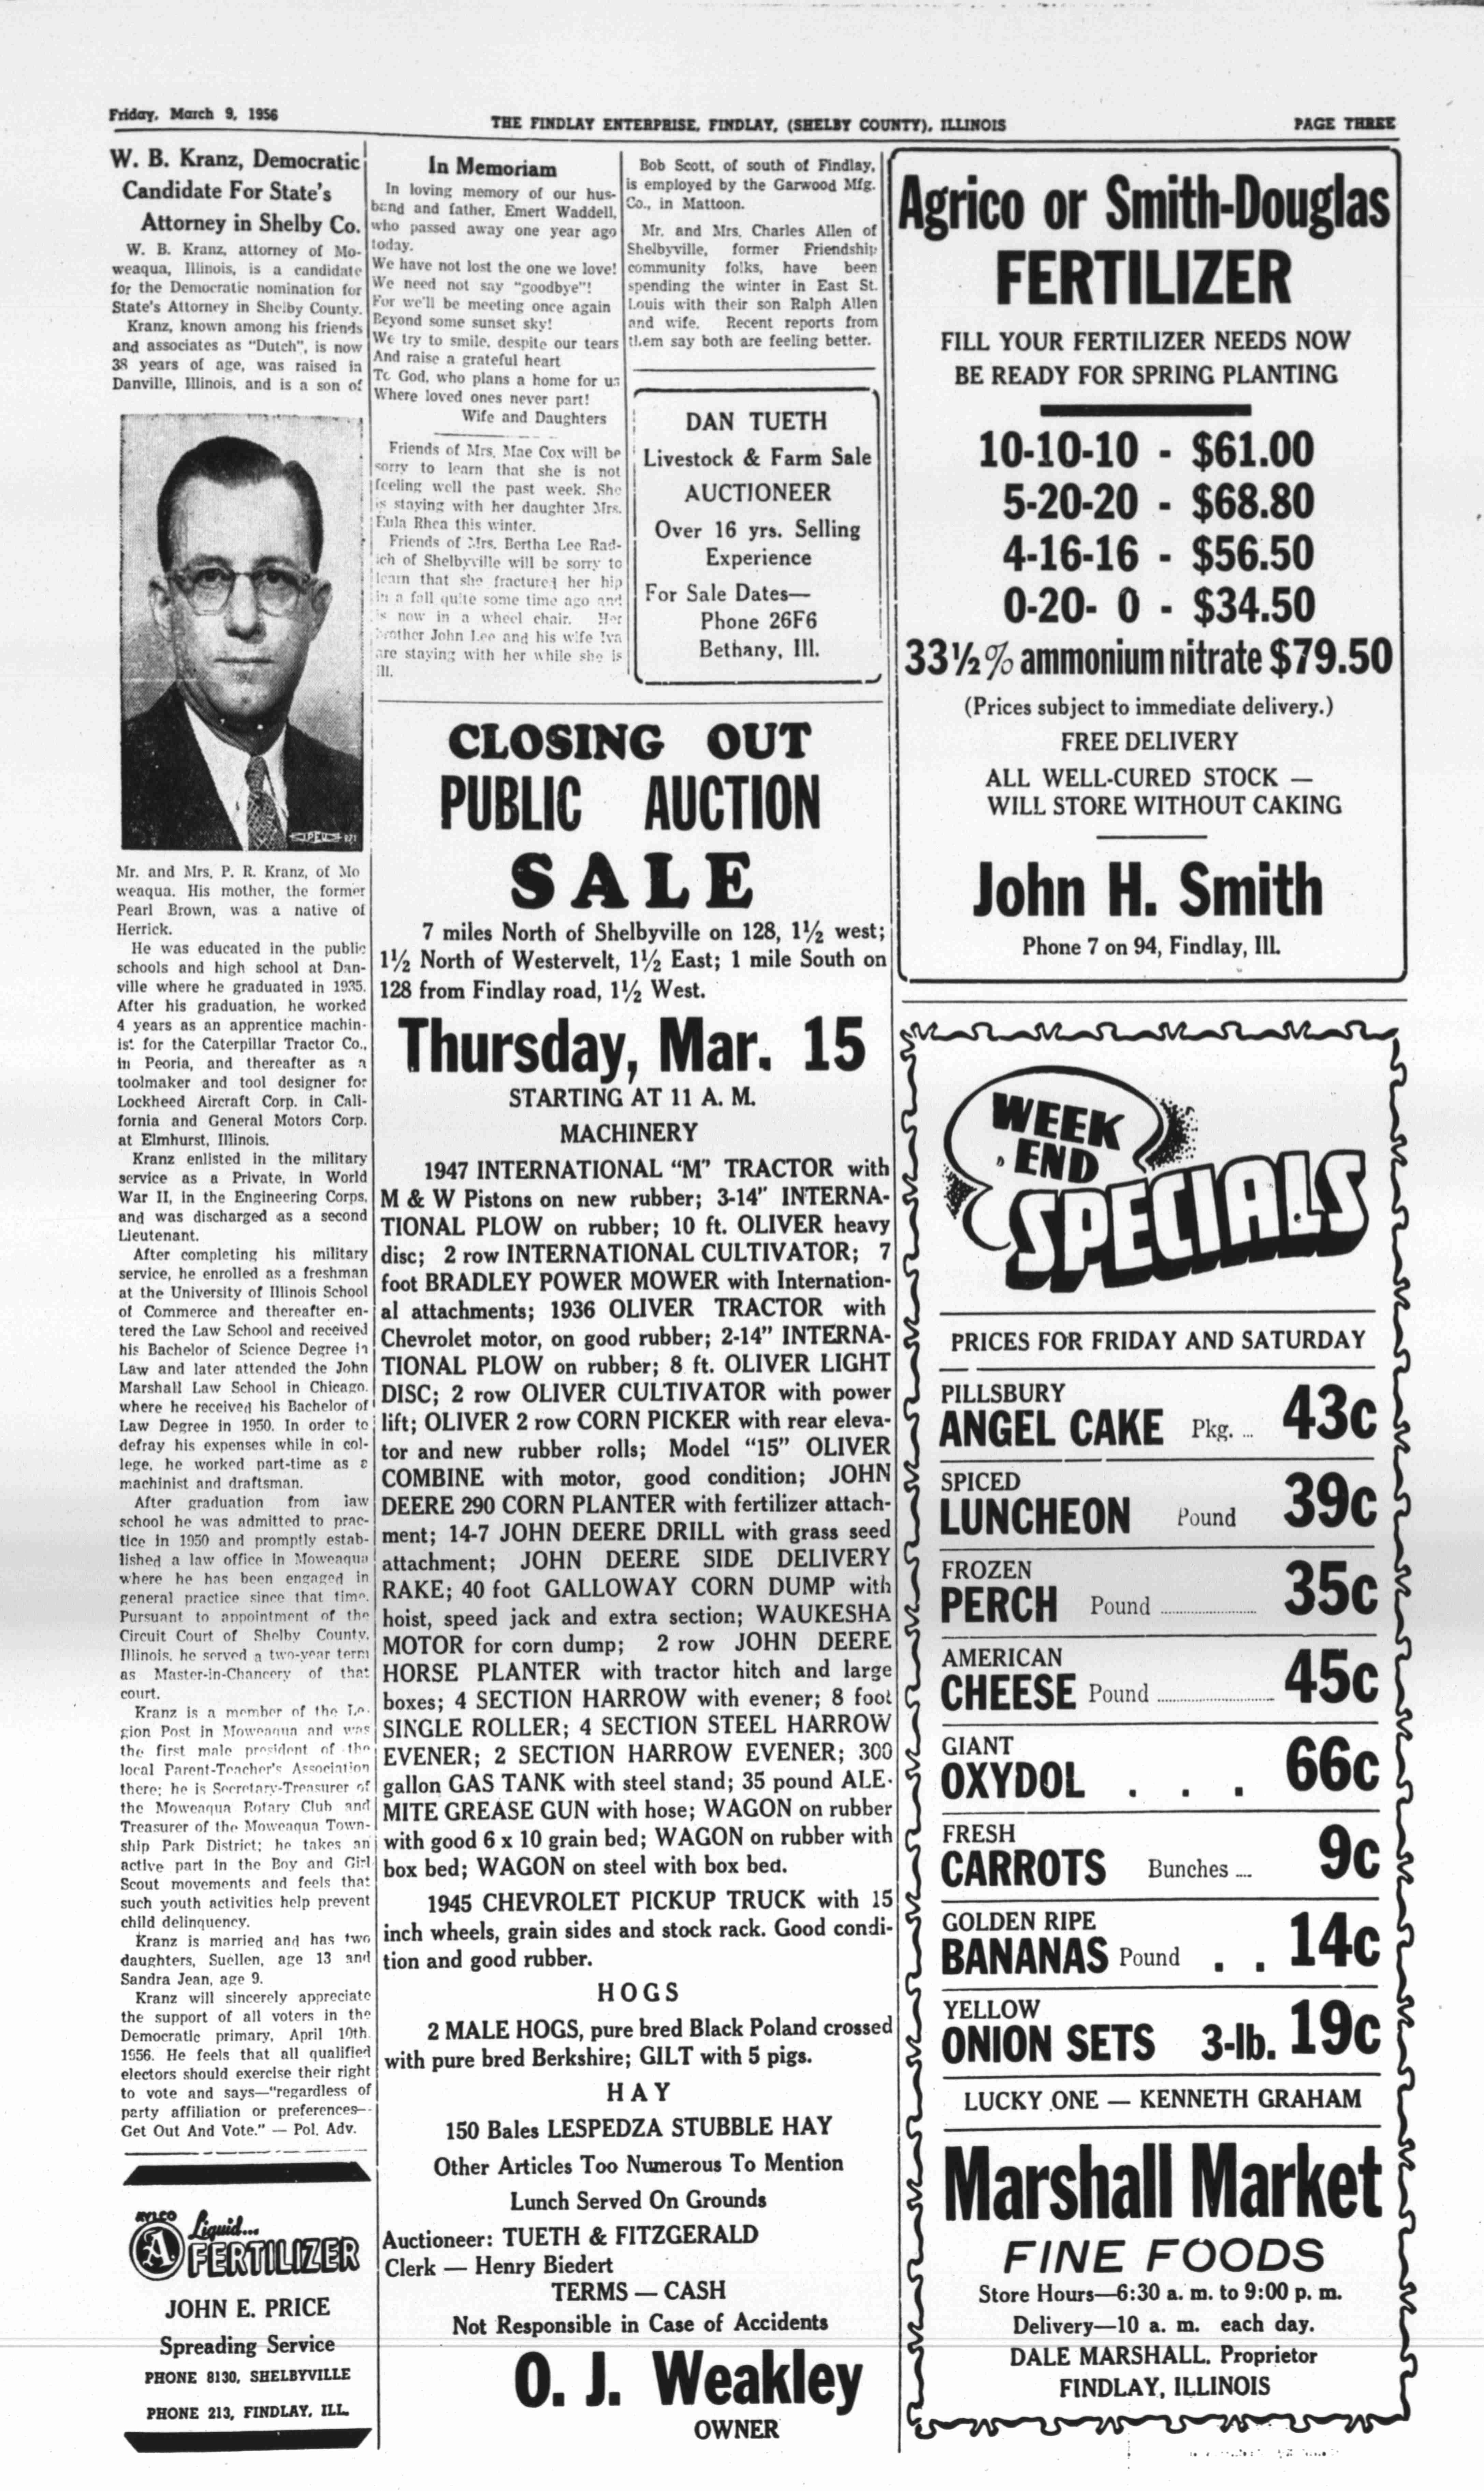 Friday, March 9, 1956
THE FINDLAY ENTERPRISE, FINDLAY, (SHELBY COUNTY), ILLINOIS
PAGE THREE
W. B. Kranz, Democratic
Candidate For State's
Attorney in Shelby Co.
W. B. Kranz, attorney of Mo-
weaqua, Illinois, is a candidate
for the Democratic nomination for
State's Attorney in Shelby County.
Kranz, known among his friends
and associates as "Dutch", is now
38 years of age, was raised in
Danville, Illinois, and is a son of
Mr. and Mrs. P. R. Kranz, of Mo
weaqua. His mother, the former
Pearl Brown, was a native of
Herrick.
He was educated in the public
schools and high school at Dan-
ville where he graduated in 1935.
After his graduation, he worked
4 years as an apprentice machin-
ist for the Caterpillar Tractor Co.,
in Peoria, and thereafter as a
toolmaker and tool designer for
Lockheed Aircraft Corp. in Cali-
fornia and General Motors Corp.
at Elmhurst, Illinois.
Kranz enlisted in the military
service as a Private, in World
War II, in the Engineering Corps,
and was discharged as a second
Lieutenant.
After completing his military
service, he enrolled as a freshman
at the University of Illinois School
of Commerce and thereafter en-
tered the Law School and received
his Bachelor of Science Degree in
Law and later attended the John
Marshall Law School in Chicago,
where he received his Bachelor of
Law Degree in 1950. In order to
defray his expenses while in col-
lege, he worked part-time as a
machinist and draftsman.
After graduation from law
school he was admitted to prac-
tice in 1950 and promptly estab-
lished a law office in Moweaqua
where he has been engaged in
general practice since that time.
Pursuant to appointment of the
Circuit Court of Shelby County,
Illinois, he served a two-year term
as Master-in-Chancery of that
court.
Kranz is a member of the Le-
gion Post in Moweaqua and was
the first male president of the
local Parent-Teacher's Association
there; he is Secretary-Treasurer of
the Moweaqua Rotary Club and
Treasurer of the Moweaqua Town-
ship Park District; he takes an
active part in the Boy and Girl
Scout movements and feels that
such youth activities help prevent
child delinquency.
Kranz is married and has two
daughters, Suellen, age 13 and
Sandra Jean, age 9.
Kranz will sincerely appreciate
the support of all voters in the
Democratic primary, April 10th.
1956. He feels that all qualified
electors should exercise their right
to vote and says—"regardless of
party affiliation or preferences—
Get Out And Vote." — Pol. Adv.
Liquid...
FERTILIZER
JOHN E. PRICE
Spreading Service
PHONE 8130, SHELBYVILLE
PHONE 213, FINDLAY, ILL.
In Memoriam
In loving memory of our hus-
band and father, Emert Waddell,
who passed away one year ago
today.
We have not lost the one we love!
We need not say "goodbye"!
For we'll be meeting once again
Beyond some sunset sky!
We try to smile, despite our tears
And raise a grateful heart
To God, who plans a home for us
Where loved ones never part!
Wife and Daughters
Friends of Mrs. Mae Cox will be
sorry to learn that she is not
feeling well the past week. She
is staying with her daughter Mrs.
Eula Rhea this winter.
Friends of Mrs. Bertha Lee Rad-
ich of Shelbyville will be sorry to
learn that she fractured her hip
in a fall quite some time ago and
is now in a wheel chair. Her
brother John Lee and his wife Iva
are staying with her while she is
ill.
Bob Scott, of south of Findlay,
is employed by the Garwood Mfg.
Co., in Mattoon.
Mr. and Mrs. Charles Allen of
Shelbyville, former Friendship
community folks, have been
spending the winter in East St.
Louis with their son Ralph Allen
and wife. Recent reports from
them say both are feeling better.
DAN TUETH
Livestock & Farm Sale
AUCTIONEER
Over 16 yrs. Selling
Experience
For Sale Dates—
Phone 26F6
Bethany, Ill.
CLOSING OUT
PUBLIC AUCTION
SALE
7 miles North of Shelbyville on 128, 1½ west;
1½ North of Westervelt, 1½ East; 1 mile South on
128 from Findlay road, 1½ West.
Thursday, Mar. 15
STARTING AT 11 A. M.
MACHINERY
1947 INTERNATIONAL "M" TRACTOR with
M & W Pistons on new rubber; 3-14" INTERNA-
TIONAL PLOW on rubber; 10 ft. OLIVER heavy
disc; 2 row INTERNATIONAL CULTIVATOR; 7
foot BRADLEY POWER MOWER with Internation-
al attachments; 1936 OLIVER TRACTOR with
Chevrolet motor, on good rubber; 2-14" INTERNA-
TIONAL PLOW on rubber; 8 ft. OLIVER LIGHT
DISC; 2 row OLIVER CULTIVATOR with power
lift; OLIVER 2 row CORN PICKER with rear eleva-
tor and new rubber rolls; Model "15" OLIVER
COMBINE with motor, good condition; JOHN
DEERE 290 CORN PLANTER with fertilizer attach-
ment; 14-7 JOHN DEERE DRILL with grass seed
attachment; JOHN DEERE SIDE DELIVERY
RAKE; 40 foot GALLOWAY CORN DUMP with
hoist, speed jack and extra section; WAUKESHA
MOTOR for corn dump; 2 row JOHN DEERE
HORSE PLANTER with tractor hitch and large
boxes; 4 SECTION HARROW with evener; 8 foot
SINGLE ROLLER; 4 SECTION STEEL HARROW
EVENER; 2 SECTION HARROW EVENER; 300
gallon GAS TANK with steel stand; 35 pound ALE-
MITE GREASE GUN with hose; WAGON on rubber
with good 6 x 10 grain bed; WAGON on rubber with
box bed; WAGON on steel with box bed.
1945 CHEVROLET PICKUP TRUCK with 15
inch wheels, grain sides and stock rack. Good condi-
tion and good rubber.
HOGS
2 MALE HOGS, pure bred Black Poland crossed
with pure bred Berkshire; GILT with 5 pigs.
HAY
150 Bales LESPEDZA STUBBLE HAY
Other Articles Too Numerous To Mention
Lunch Served On Grounds
Auctioneer: TUETH & FITZGERALD
Clerk — Henry Biedert
TERMS — CASH
Not Responsible in Case of Accidents
O. J. Weakley
OWNER
Agrico or Smith-Douglas
FERTILIZER
FILL YOUR FERTILIZER NEEDS NOW
BE READY FOR SPRING PLANTING
10-10-10 - $61.00
5-20-20 - $68.80
4-16-16 - $56.50
0-20- 0 - $34.50
33½% ammonium nitrate $79.50
(Prices subject to immediate delivery.)
FREE DELIVERY
ALL WELL-CURED STOCK —
WILL STORE WITHOUT CAKING
John H. Smith
Phone 7 on 94, Findlay, Ill.
WEEK
END
SPECIALS
PRICES FOR FRIDAY AND SATURDAY
PILLSBURY
ANGEL CAKE Pkg. ... 43c
SPICED
LUNCHEON Pound 39c
FROZEN
PERCH Pound ........ 35c
AMERICAN
CHEESE Pound ........ 45c
GIANT
OXYDOL . . . 66c
FRESH
CARROTS Bunches .... 9c
GOLDEN RIPE
BANANAS Pound . . 14c
YELLOW
ONION SETS 3-lb. 19c
LUCKY ONE — KENNETH GRAHAM
Marshall Market
FINE FOODS
Store Hours—6:30 a. m. to 9:00 p. m.
Delivery—10 a. m. each day.
DALE MARSHALL, Proprietor
FINDLAY, ILLINOIS